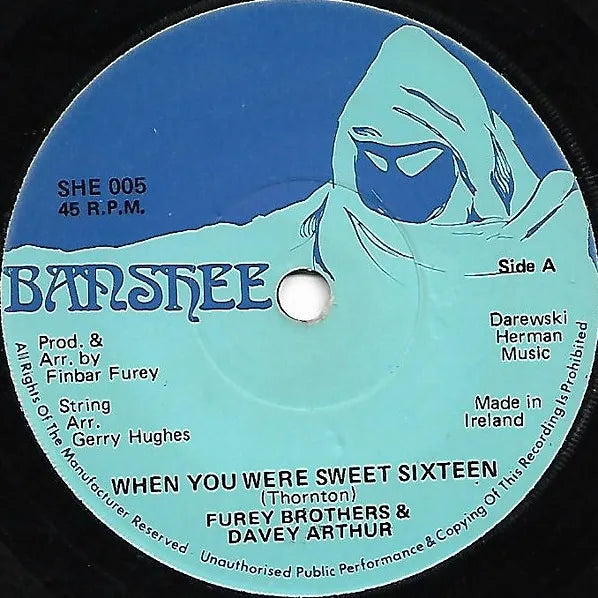 SHE 005
45 R.P.M.
BANSHEE
Side A
Prod. &
Arr. by
Finbar Furey
String
Arr.
Gerry Hughes
Darewski
Herman
Music
Made in
Ireland
WHEN YOU WERE SWEET SIXTEEN
(Thornton)
FUREY BROTHERS &
DAVEY ARTHUR
All Rights Of The Manufacturer Reserved Unauthorised Public Performance & Copying Of This Recording Is Prohibited